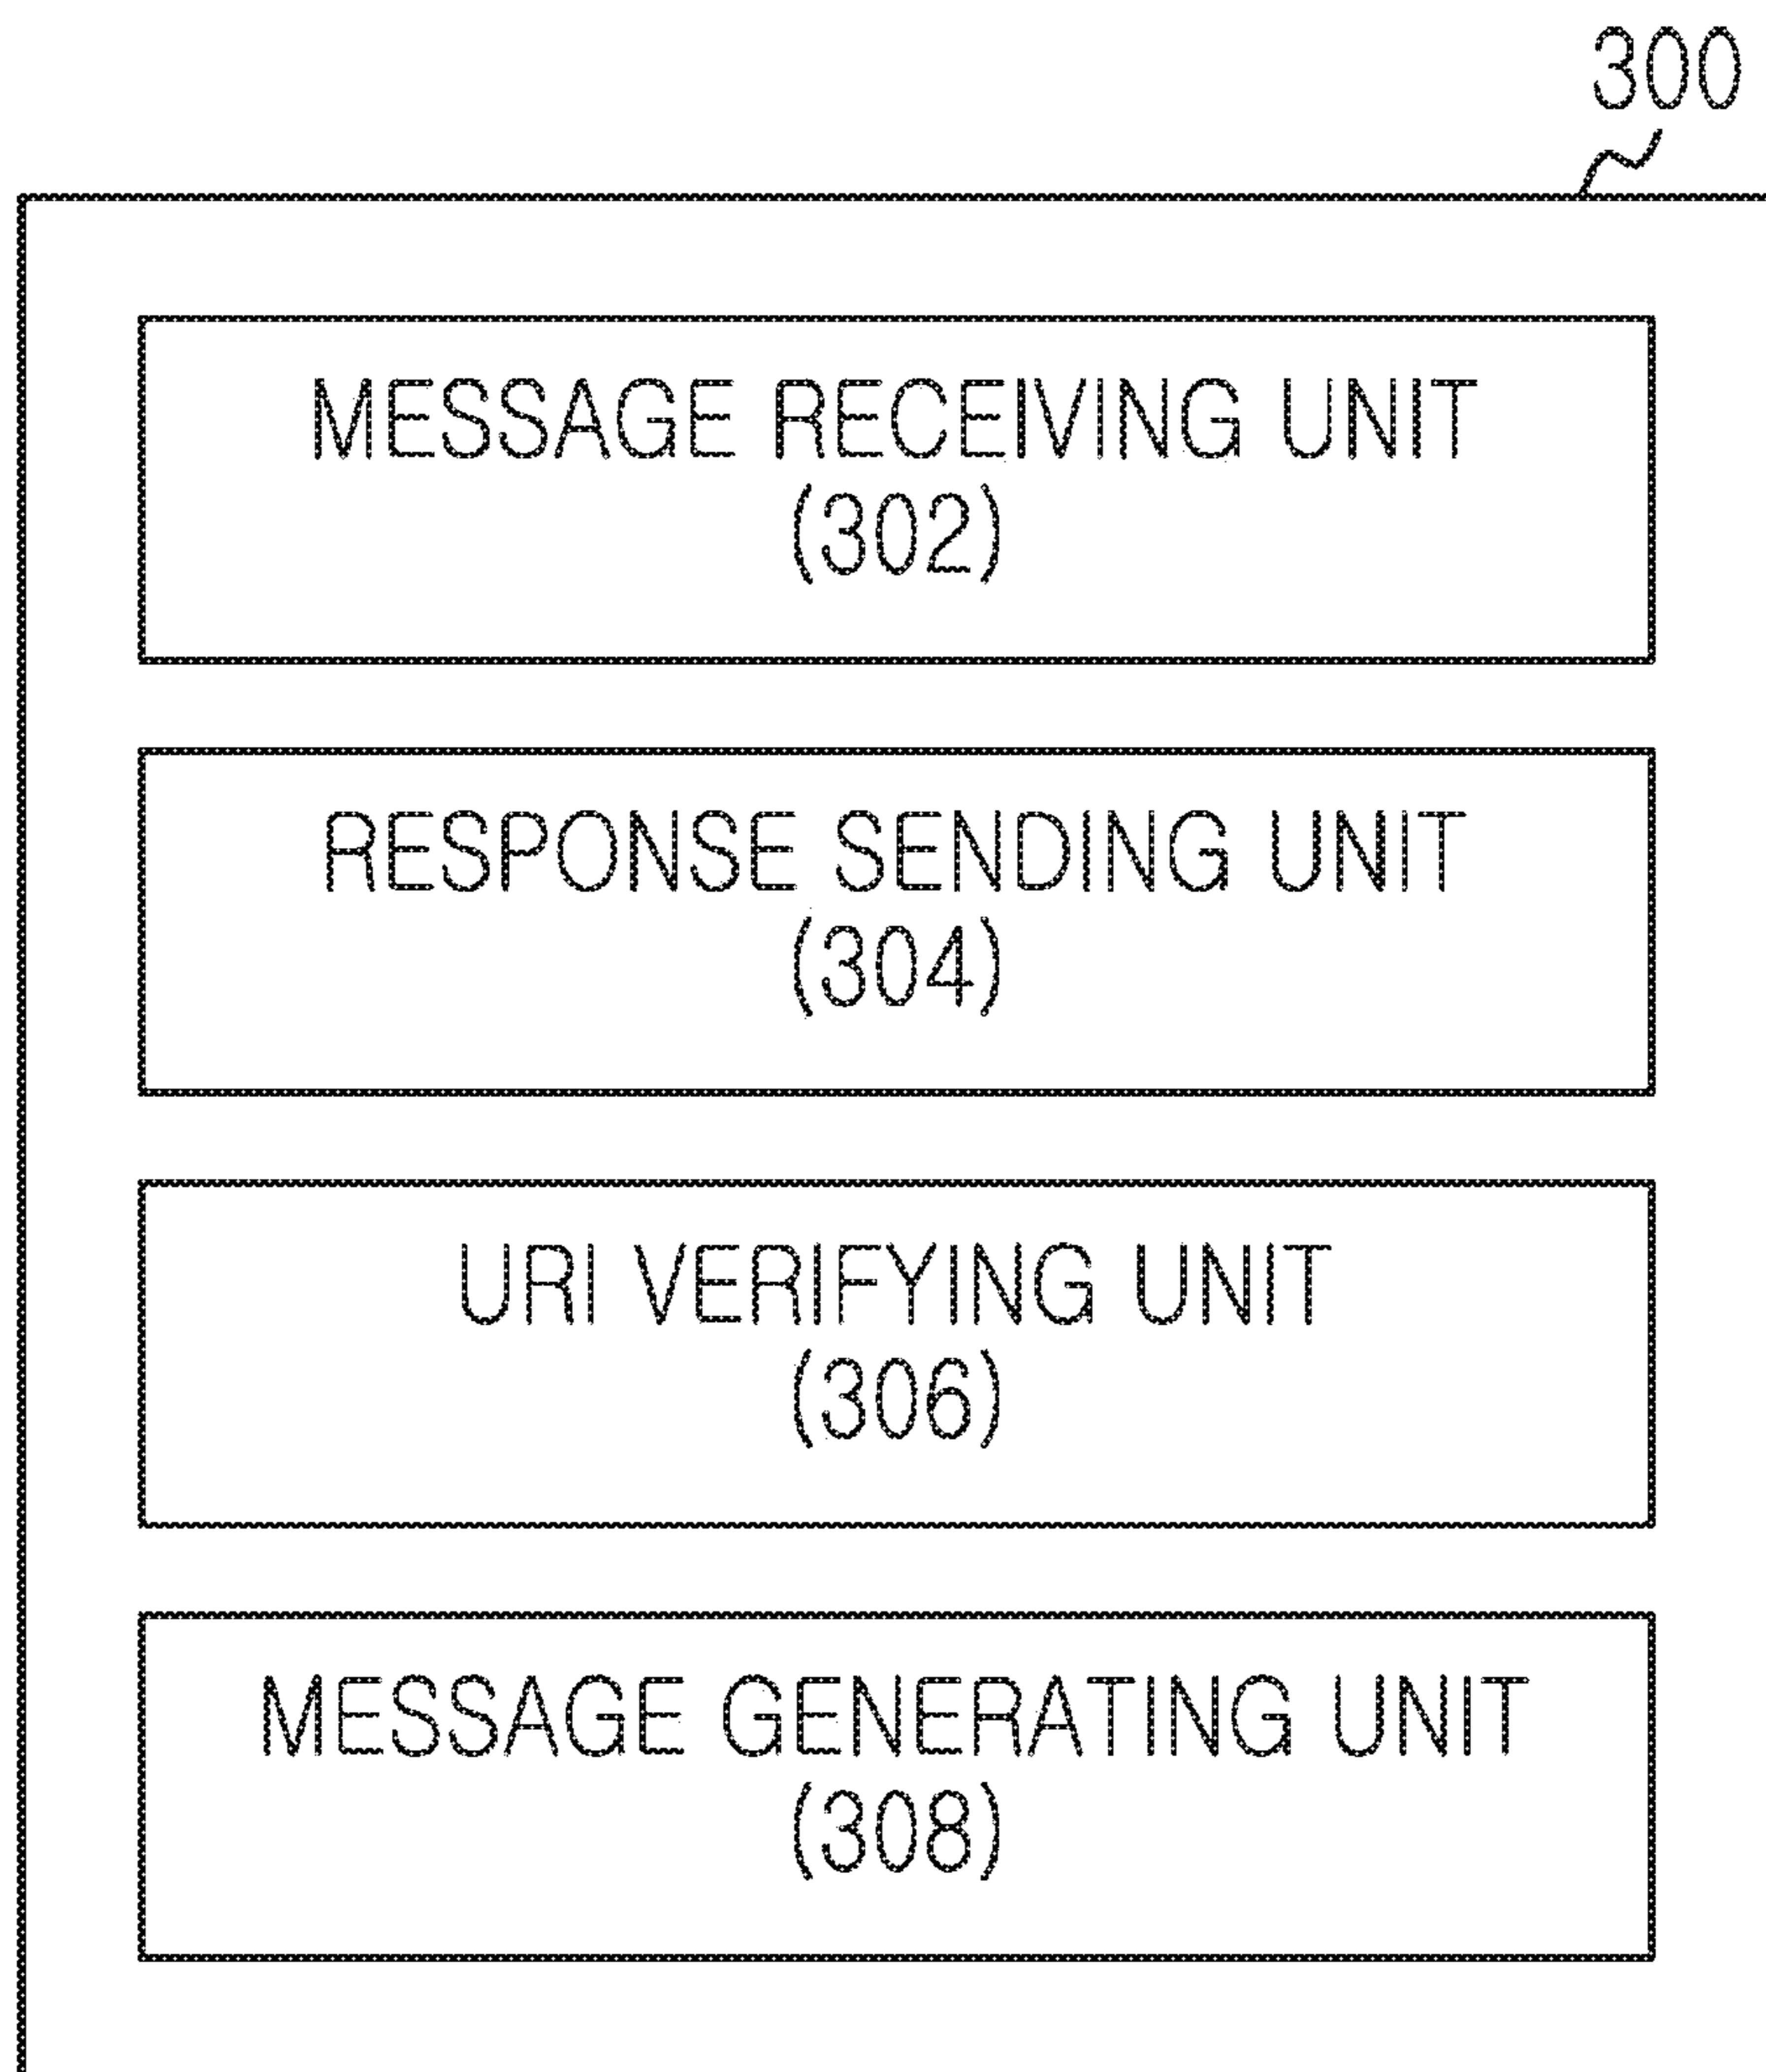 300
MESSAGE RECEIVING UNIT
(302)
RESPONSE SENDING UNIT
(304)
URI VERIFYING UNIT
(306)
MESSAGE GENERATING UNIT
(308)